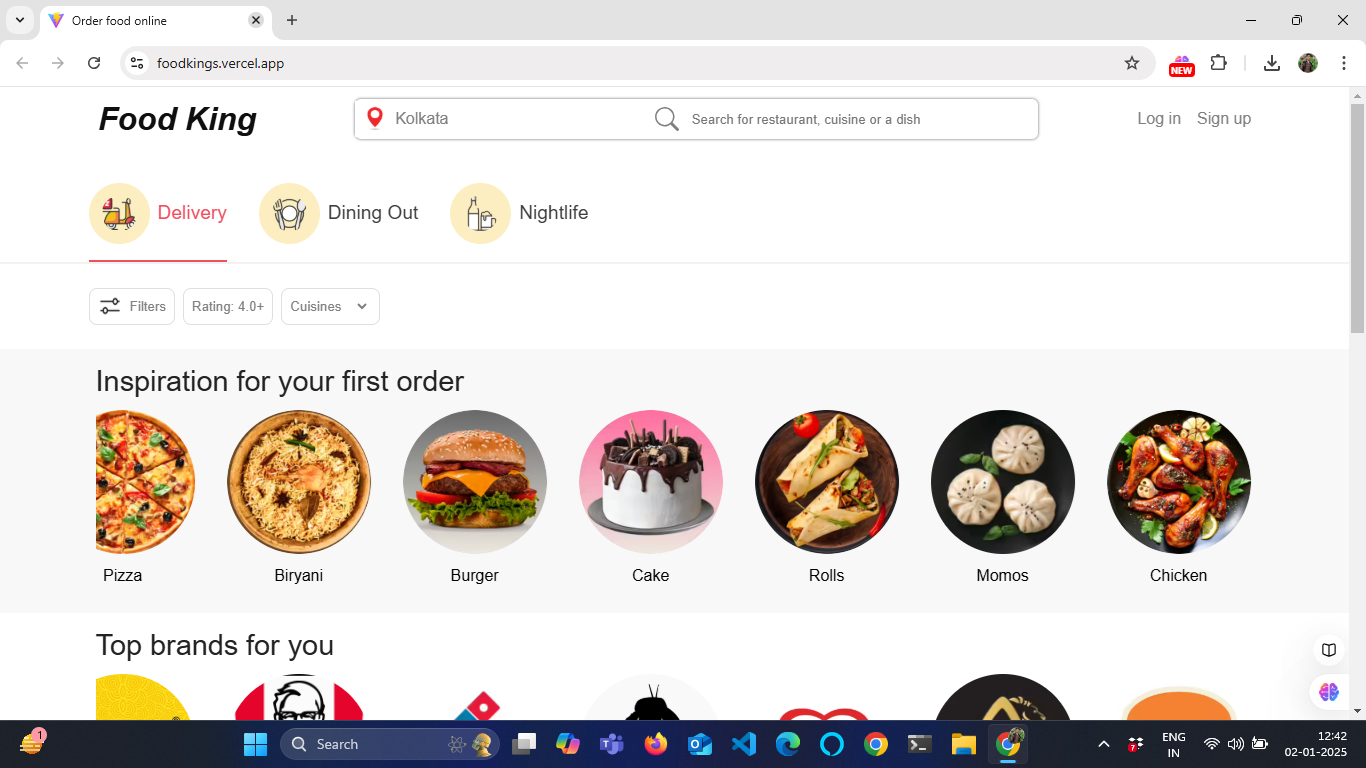 Order food online
foodkings.vercel.app
NEW
Food King
Kolkata
Search for restaurant, cuisine or a dish
Log in
Sign up
Delivery
Dining Out
Nightlife
Filters
Rating: 4.0+
Cuisines
Inspiration for your first order
Pizza
Biryani
Burger
Cake
Rolls
Momos
Chicken
Top brands for you
1
Search
7
ENG
IN
12:42
02-01-2025